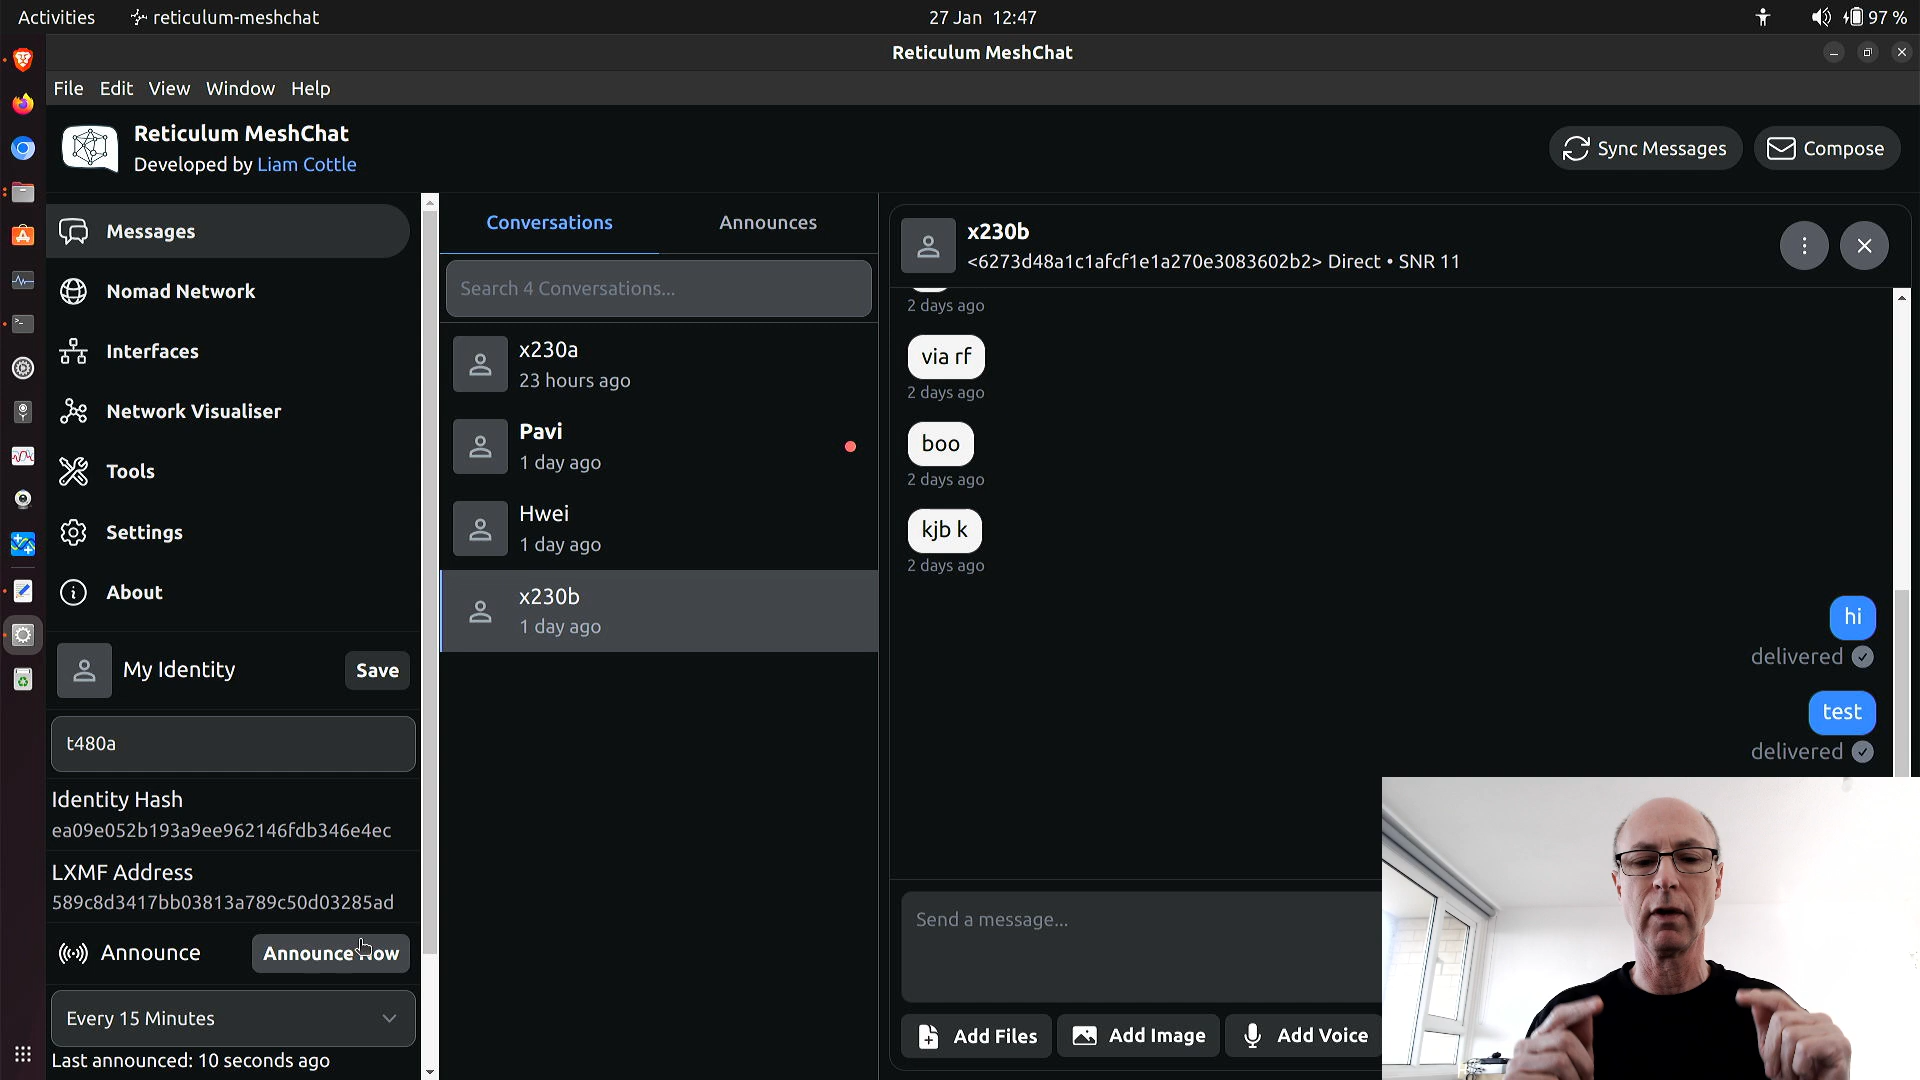 Activities
reticulum-meshchat
27 Jan 12:47
97 %
Reticulum MeshChat
File Edit View Window Help
Reticulum MeshChat
Developed by Liam Cottle
Sync Messages
Compose
Messages
Nomad Network
Interfaces
Network Visualiser
Tools
Settings
About
My Identity
Save
t480a
Identity Hash
ea09e052b193a9ee962146fdb346e4ec
LXMF Address
589c8d3417bb03813a789c50d03285ad
Announce
Announce Now
Every 15 Minutes
Last announced: 10 seconds ago
Conversations
Announces
Search 4 Conversations...
x230a
23 hours ago
Pavi
1 day ago
Hwei
1 day ago
x230b
1 day ago
x230b
<6273d48a1c1afcf1e1a270e3083602b2> Direct • SNR 11
2 days ago
via rf
2 days ago
boo
2 days ago
kjb k
2 days ago
hi
delivered
test
delivered
Send a message...
Add Files
Add Image
Add Voice